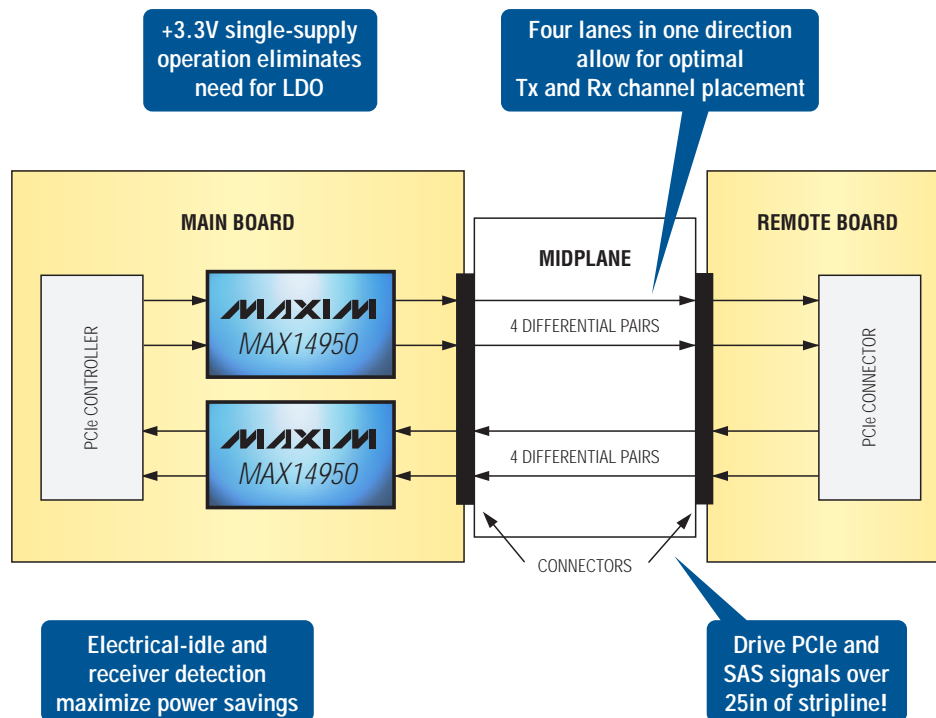 +3.3V single-supply
operation eliminates
need for LDO
Four lanes in one direction
allow for optimal
Tx and Rx channel placement
MAIN BOARD
MIDPLANE
REMOTE BOARD
PCIe CONTROLLER
MAXIM
MAX14950
4 DIFFERENTIAL PAIRS
PCIe CONNECTOR
MAXIM
MAX14950
4 DIFFERENTIAL PAIRS
CONNECTORS
Electrical-idle and
receiver detection
maximize power savings
Drive PCIe and
SAS signals over
25in of stripline!